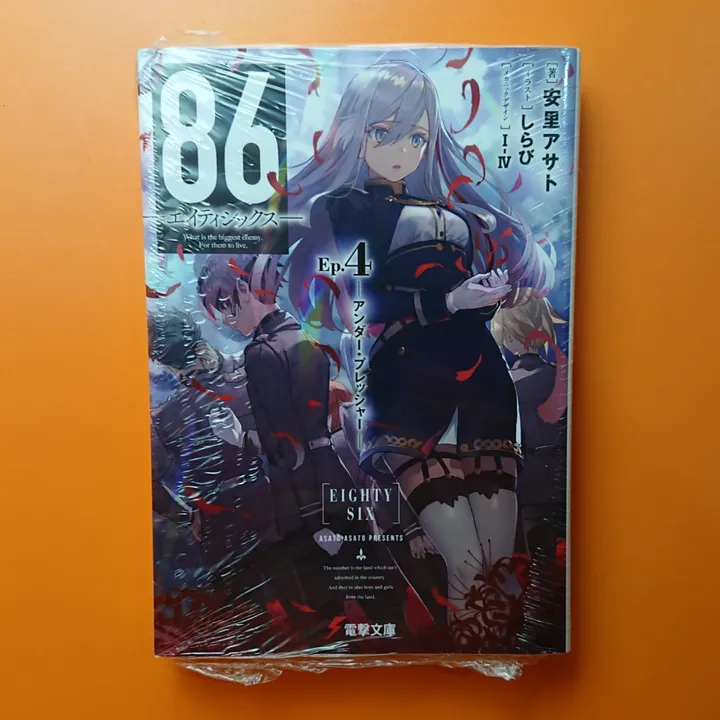 86
―エイティシックス―
What is the biggest enemy.
For them to live.
[著]安里アサト
[イラスト]しらび
[メカニックデザイン]I-Ⅳ
Ep.4
―アンダー・プレッシャー―
[EIGHTY
SIX]
ASATO ASATO PRESENTS
The number is the land which isn't
admitted in the country.
And they're also boys and girls
from the land.
電撃文庫